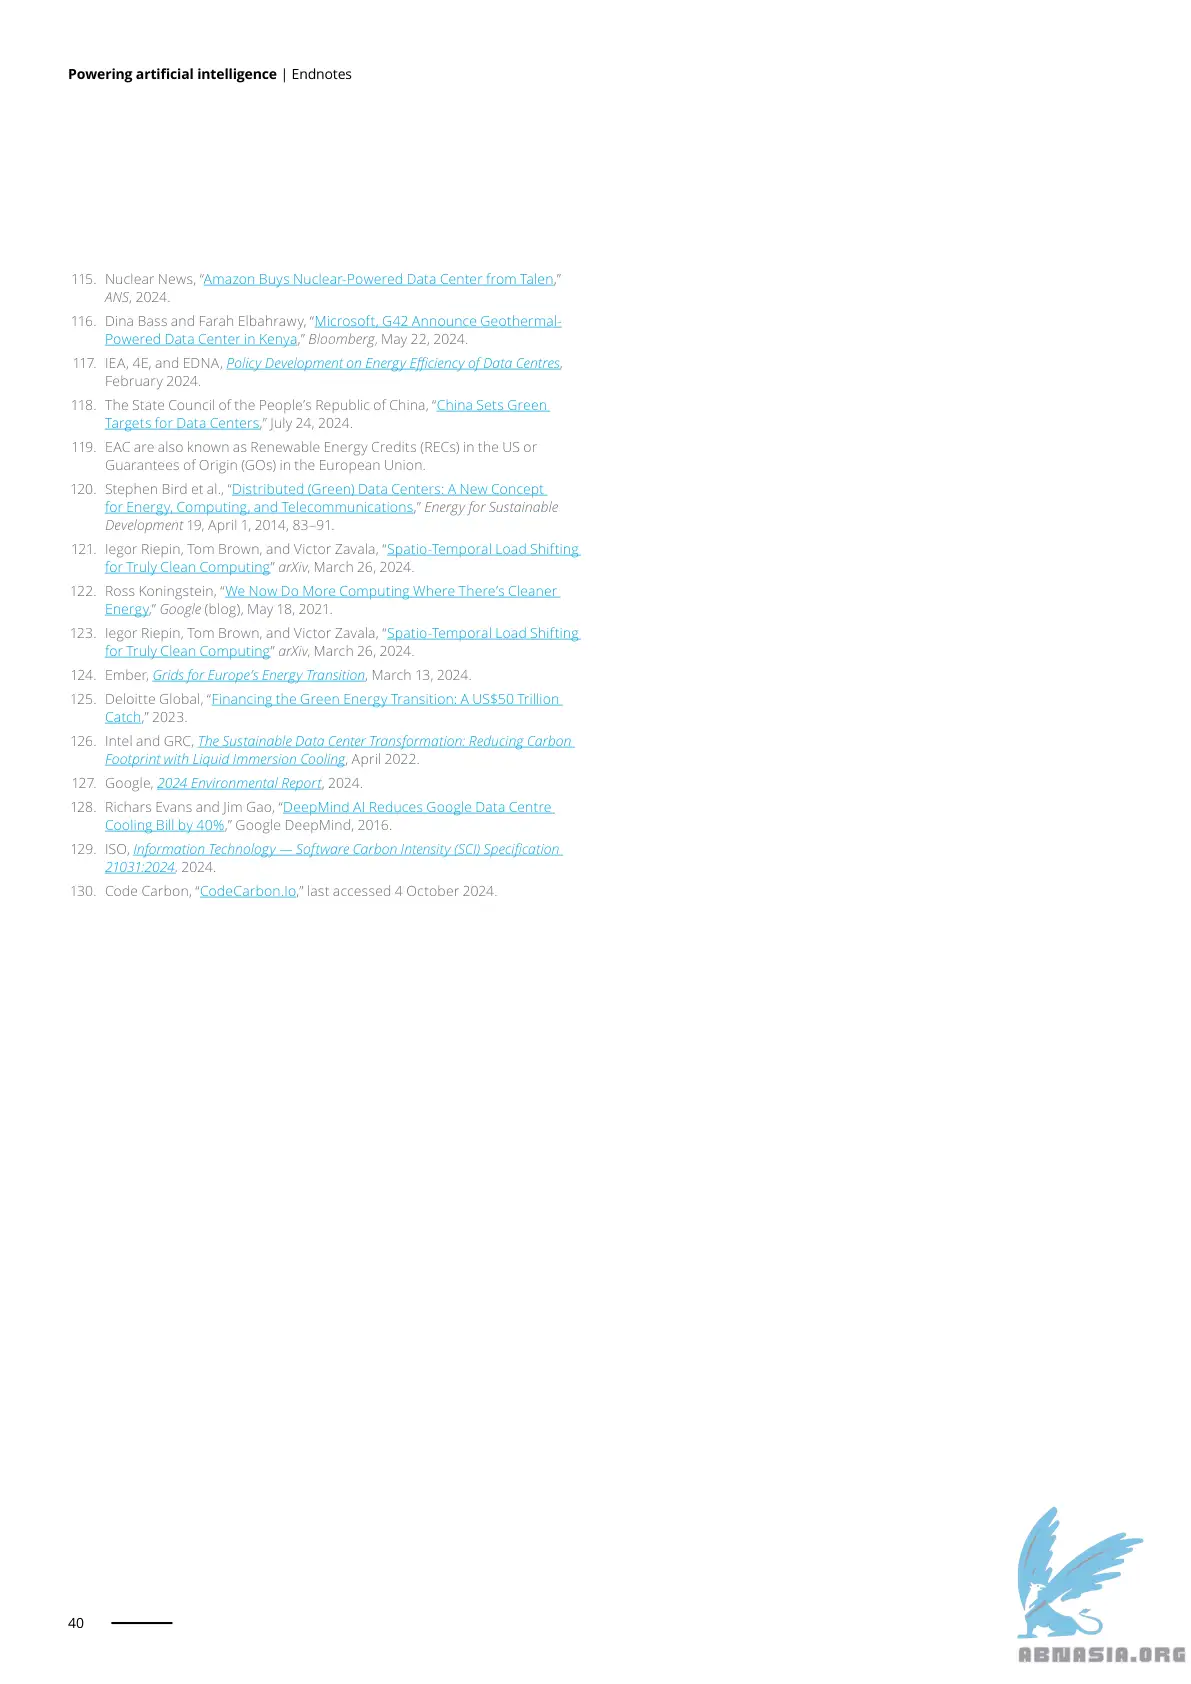 Powering artificial intelligence | Endnotes
115. Nuclear News, “Amazon Buys Nuclear-Powered Data Center from Talen,”
ANS, 2024.
116. Dina Bass and Farah Elbahrawy, “Microsoft, G42 Announce Geothermal-
Powered Data Center in Kenya,” Bloomberg, May 22, 2024.
117. IEA, 4E, and EDNA, Policy Development on Energy Efficiency of Data Centres,
February 2024.
118. The State Council of the People’s Republic of China, “China Sets Green
Targets for Data Centers,” July 24, 2024.
119. EAC are also known as Renewable Energy Credits (RECs) in the US or
Guarantees of Origin (GOs) in the European Union.
120. Stephen Bird et al., “Distributed (Green) Data Centers: A New Concept
for Energy, Computing, and Telecommunications,” Energy for Sustainable
Development 19, April 1, 2014, 83–91.
121. Iegor Riepin, Tom Brown, and Victor Zavala, “Spatio-Temporal Load Shifting
for Truly Clean Computing” arXiv, March 26, 2024.
122. Ross Koningstein, “We Now Do More Computing Where There’s Cleaner
Energy,” Google (blog), May 18, 2021.
123. Iegor Riepin, Tom Brown, and Victor Zavala, “Spatio-Temporal Load Shifting
for Truly Clean Computing” arXiv, March 26, 2024.
124. Ember, Grids for Europe’s Energy Transition, March 13, 2024.
125. Deloitte Global, “Financing the Green Energy Transition: A US$50 Trillion
Catch,” 2023.
126. Intel and GRC, The Sustainable Data Center Transformation: Reducing Carbon
Footprint with Liquid Immersion Cooling, April 2022.
127. Google, 2024 Environmental Report, 2024.
128. Richars Evans and Jim Gao, “DeepMind AI Reduces Google Data Centre
Cooling Bill by 40%,” Google DeepMind, 2016.
129. ISO, Information Technology — Software Carbon Intensity (SCI) Specification
21031:2024, 2024.
130. Code Carbon, “CodeCarbon.Io,” last accessed 4 October 2024.
40
ABNASIA.ORG